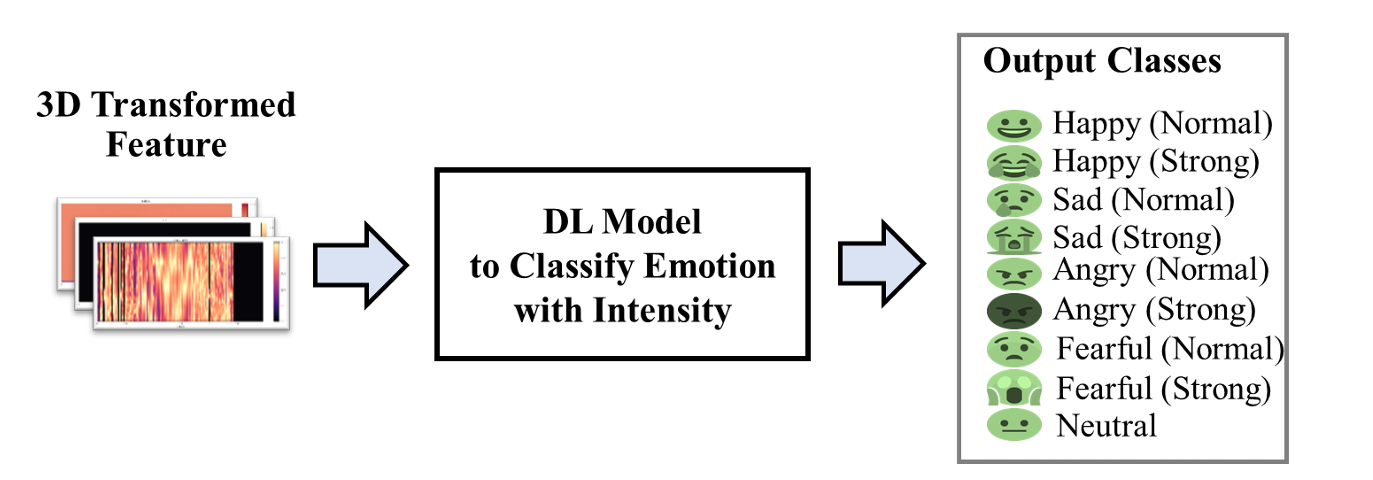 3D Transformed
Feature
DL Model
to Classify Emotion
with Intensity
Output Classes
Happy (Normal)
Happy (Strong)
Sad (Normal)
Sad (Strong)
Angry (Normal)
Angry (Strong)
Fearful (Normal)
Fearful (Strong)
Neutral